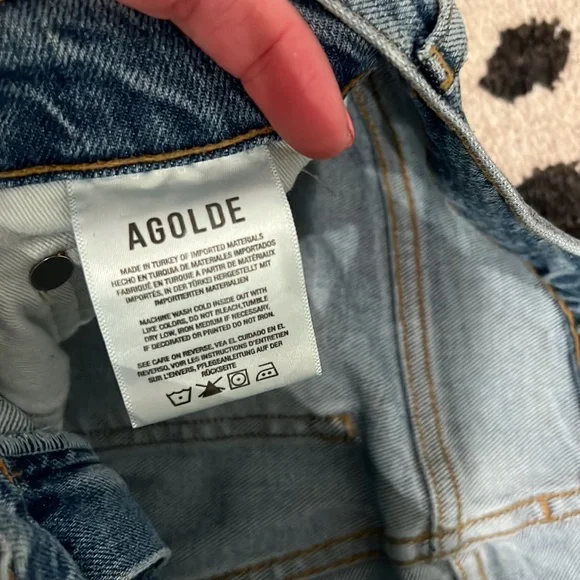 AGOLDE
MADE IN TURKEY OF IMPORTED MATERIALS
HECHO EN TURQUIA DE MATERIALES IMPORTADOS
FABRIQUÉ EN TURQUIE A PARTIR DE MATÉRIAUX
IMPORTÉS, IN DER TÜRKEI HERGESTELLT MIT
IMPORTIERTEN MATERIALIEN
MACHINE WASH COLD INSIDE OUT WITH
LIKE COLORS, DO NOT BLEACH,TUMBLE
DRY LOW, IRON MEDIUM IF NECESSARY.
IF DECORATED OR PRINTED DO NOT IRON.
SEE CARE ON REVERSE, VEA EL CUIDADO EN EL
REVERSO, VOIR LES INSTRUCTIONS D'ENTRETIEN
SUR L'ENVERS, PFLEGEANLEITUNG AUF DER
RÜCKSEITE